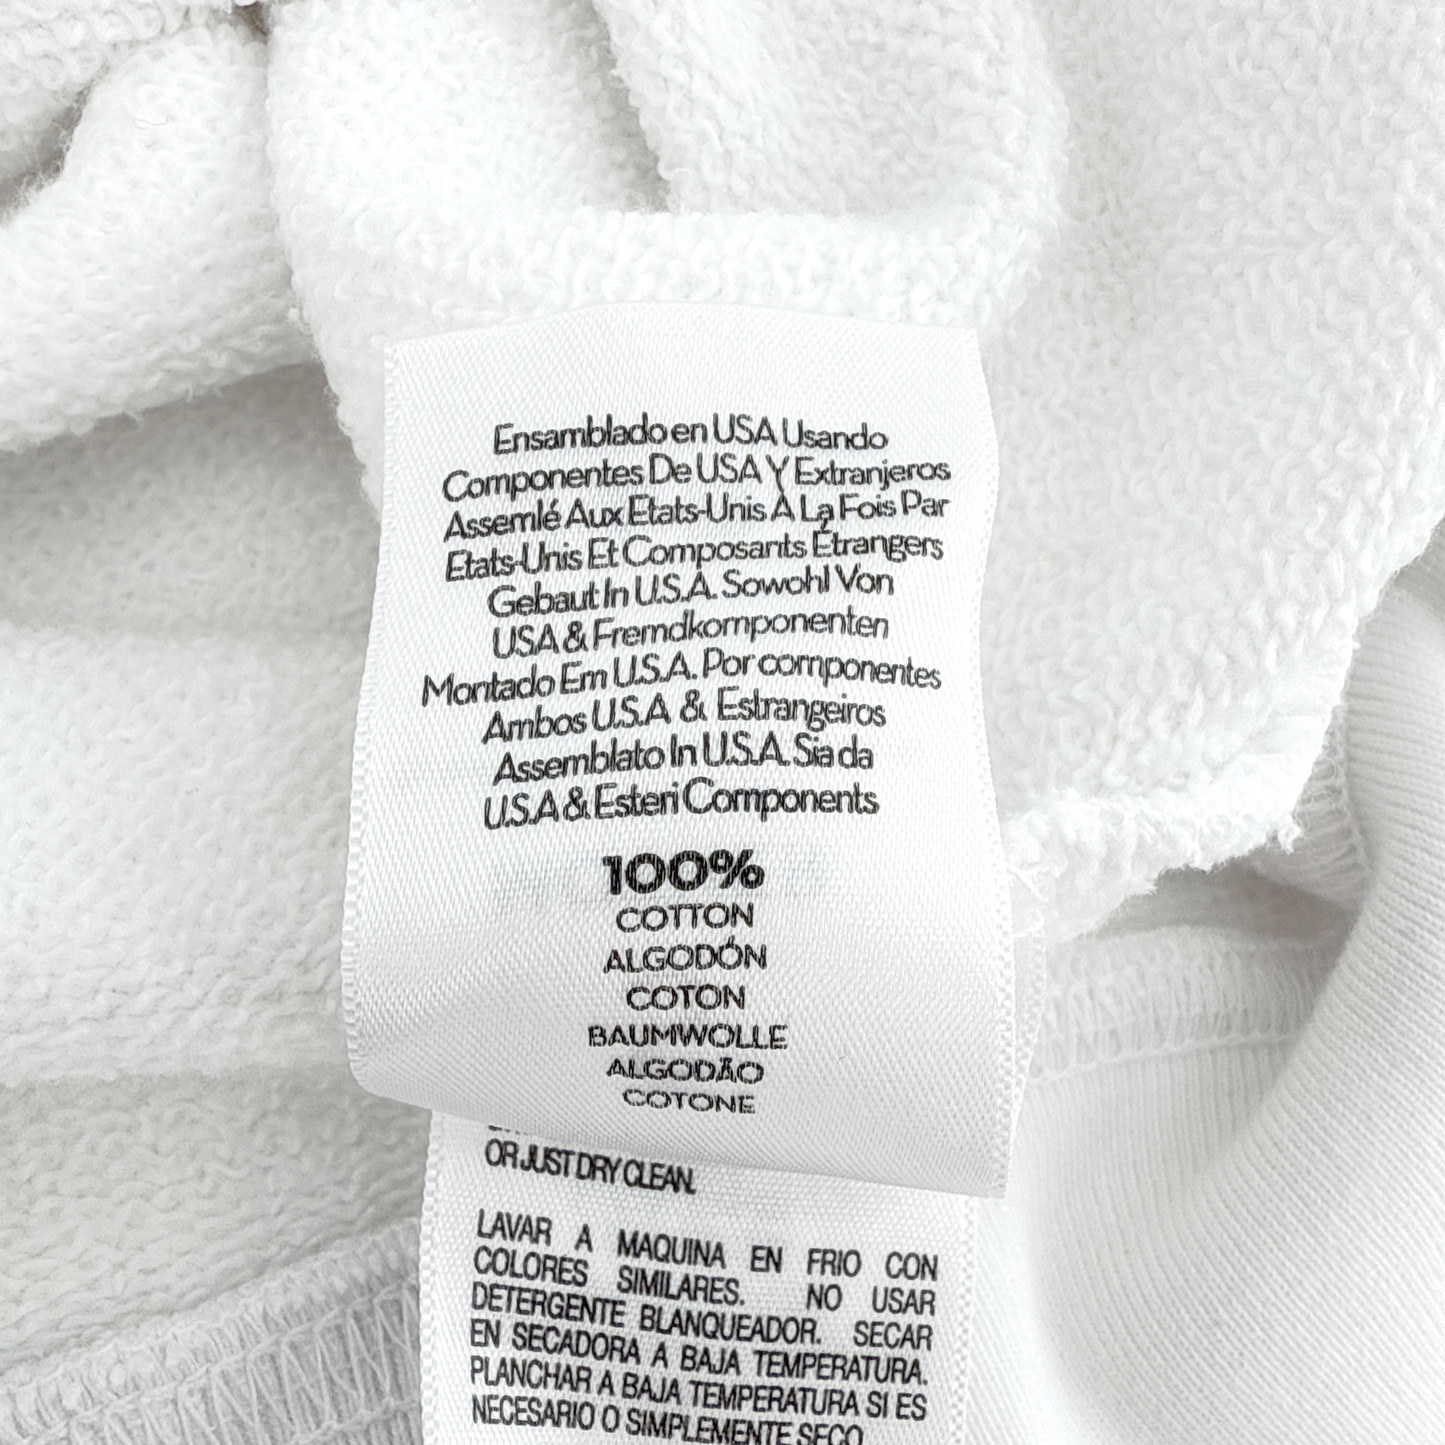 Ensamblado en USA Usando
Componentes De USA Y Extranjeros
Assemlé Aux Etats-Unis À La Fois Par
Etats-Unis Et Composants Étrangers
Gebaut In U.S.A. Sowohl Von
USA & Fremdkomponenten
Montado Em U.S.A. Por componentes
Ambos U.S.A & Estrangeiros
Assemblato In U.S.A. Sia da
U.S.A & Esteri Components
100%
COTTON
ALGODÓN
COTON
BAUMWOLLE
ALGODÃO
COTONE
OR JUST DRY CLEAN.
LAVAR A MAQUINA EN FRIO CON
COLORES SIMILARES. NO USAR
DETERGENTE BLANQUEADOR. SECAR
EN SECADORA A BAJA TEMPERATURA.
PLANCHAR A BAJA TEMPERATURA SI ES
NECESARIO O SIMPLEMENTE SECO